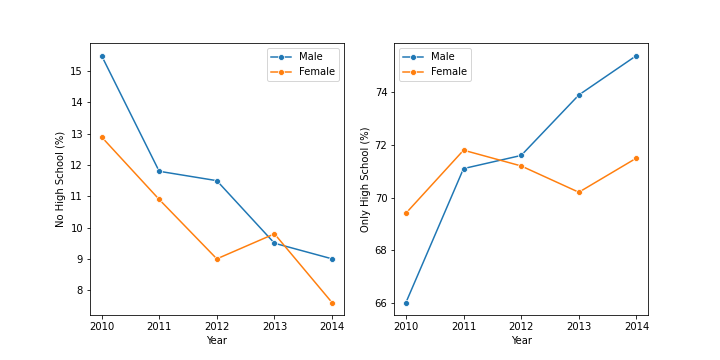 No High School (%)
15
14
13
12
11
10
9
8
Male
Female
2010 2011 2012 2013 2014
Year
Only High School (%)
74
72
70
68
66
Male
Female
2010 2011 2012 2013 2014
Year